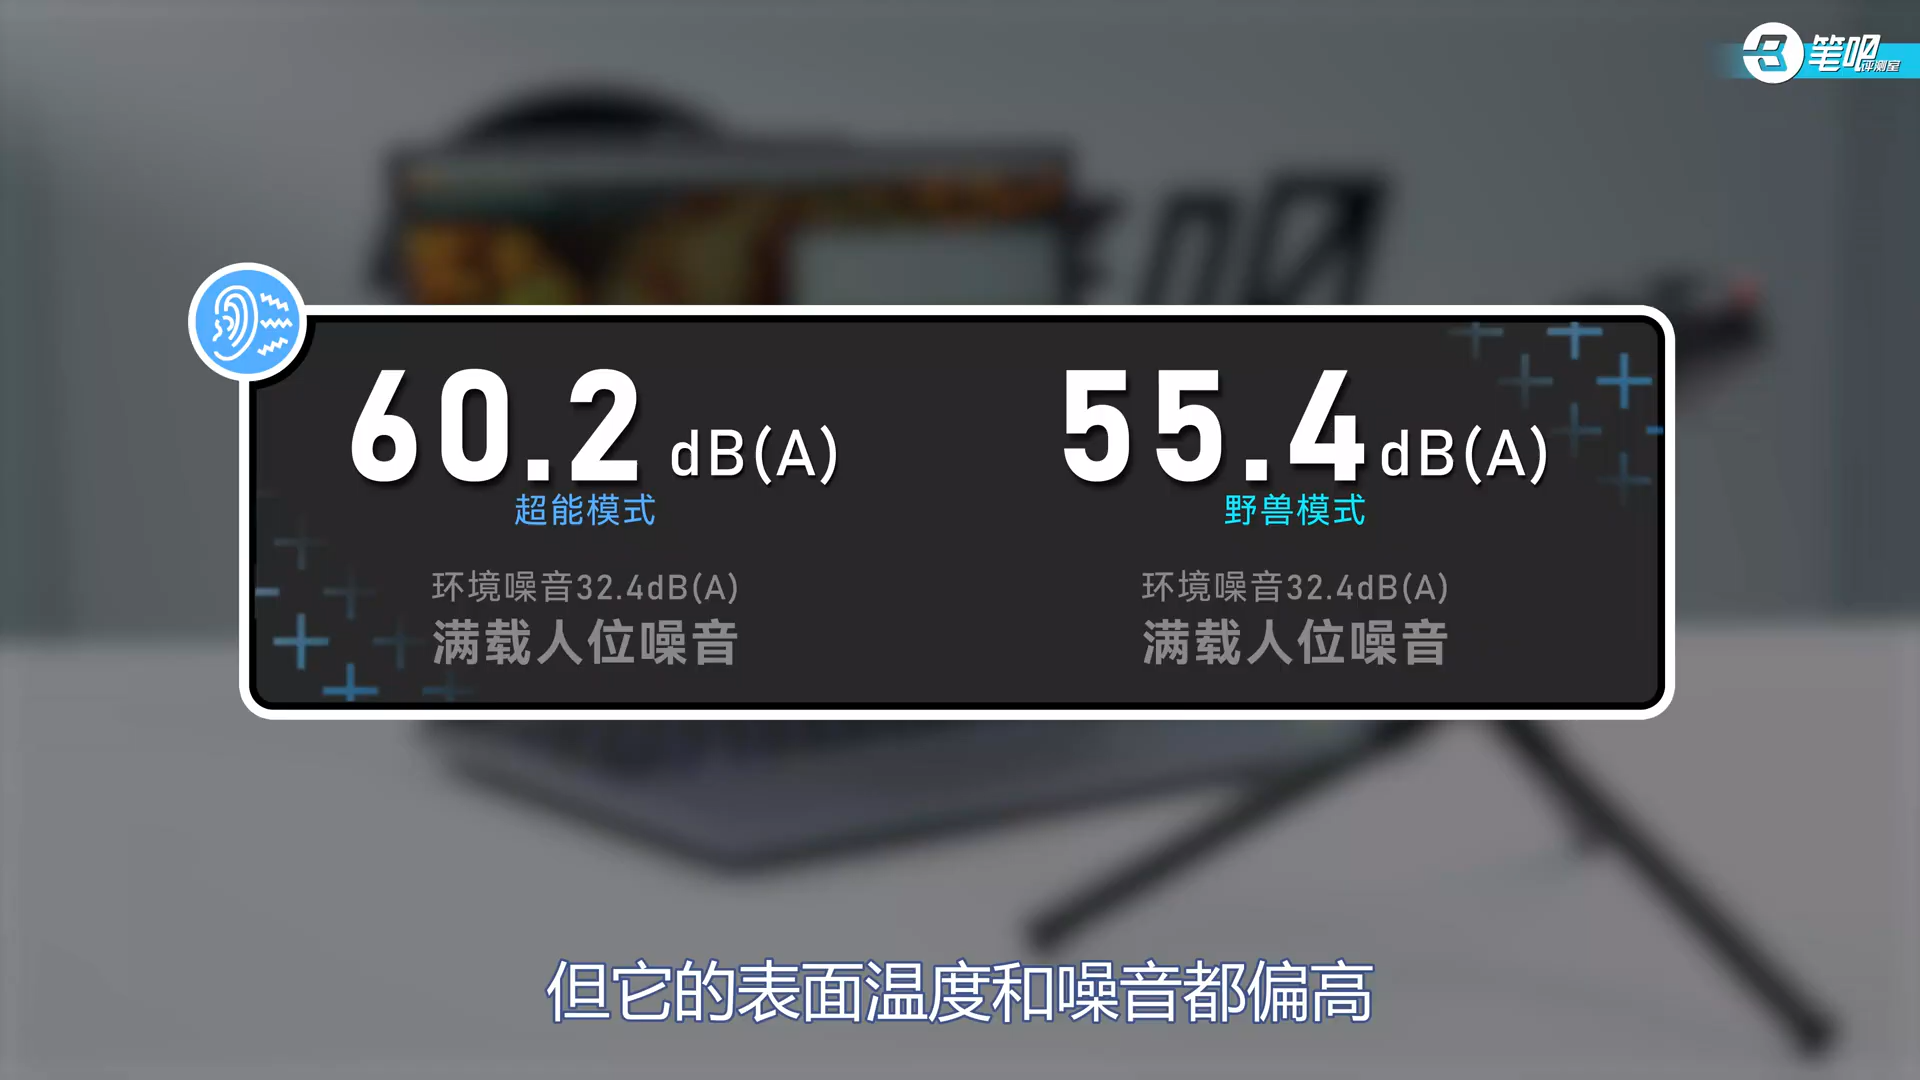 笔吧评测室
60.2 dB(A)
超能模式
环境噪音32.4dB(A)
满载人位噪音
55.4 dB(A)
野兽模式
环境噪音32.4dB(A)
满载人位噪音
但它的表面温度和噪音都偏高